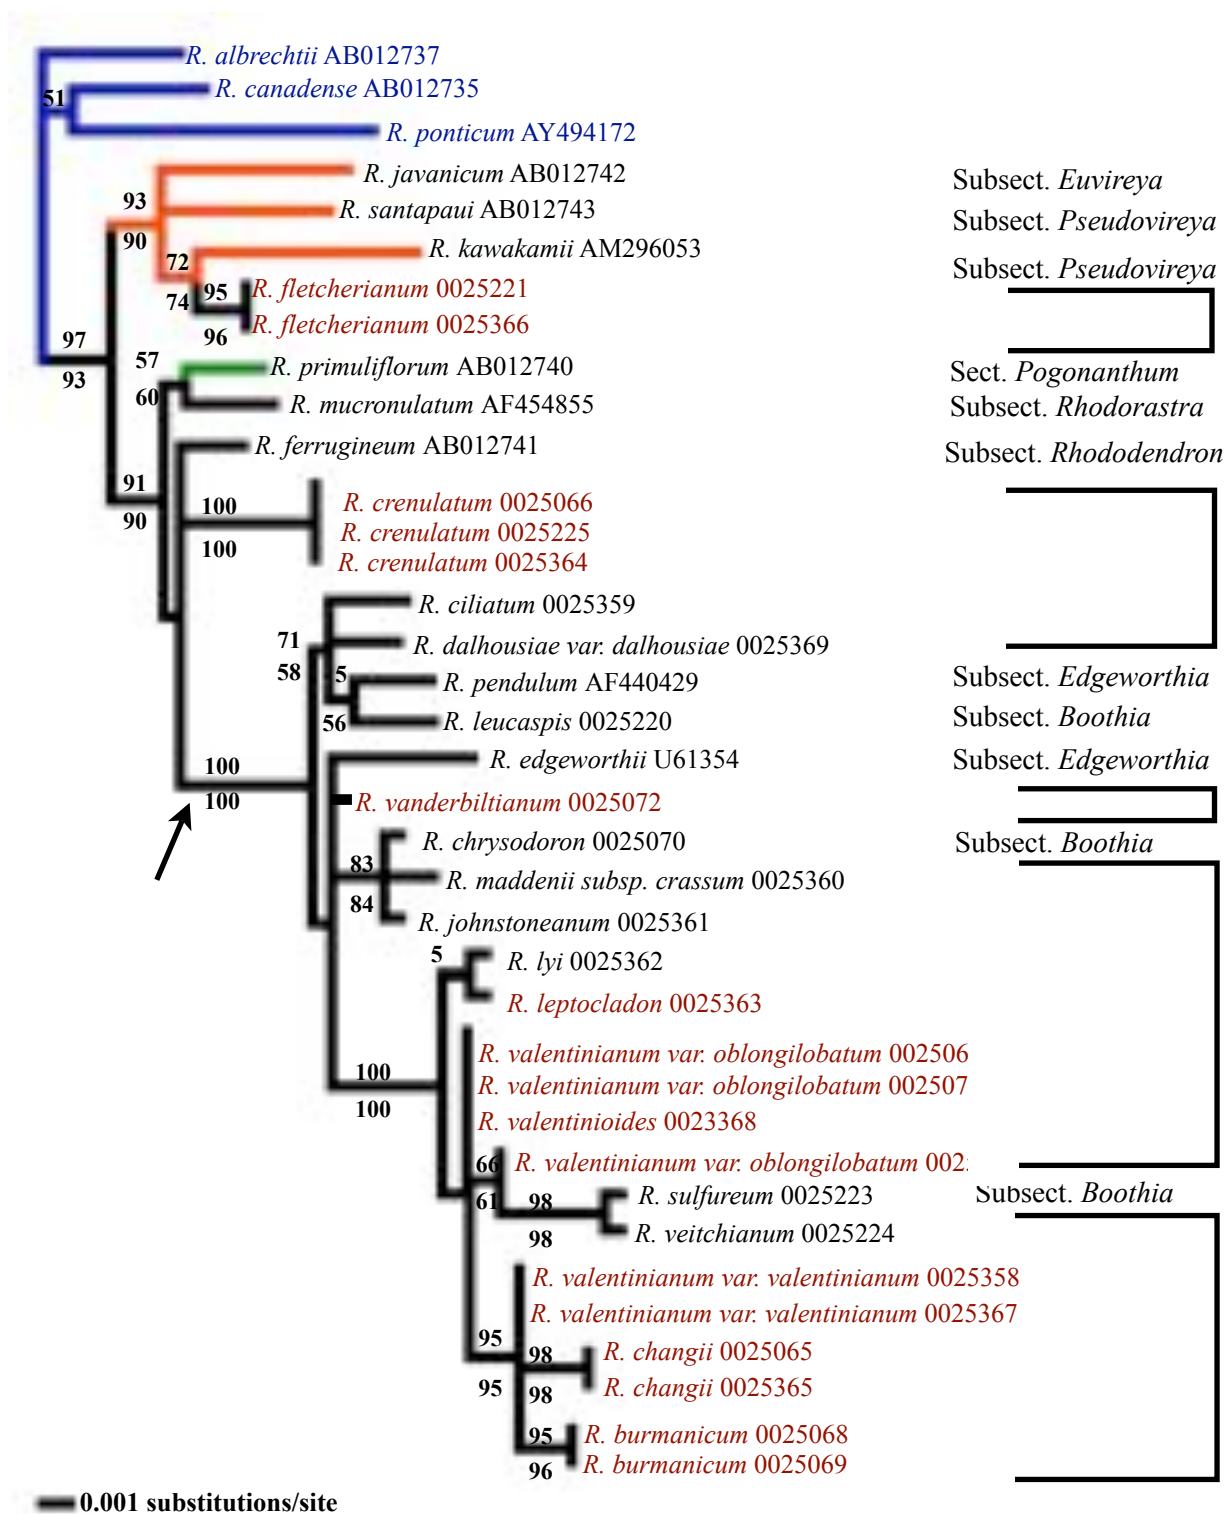 R. albrechtii AB012737
R. canadense AB012735
51
R. ponticum AY494172
R. javanicum AB012742
Subsect. Euvireya
93
R. santapaui AB012743
Subsect. Pseudovireya
90
R. kawakamii AM296053
72
Subsect. Pseudovireya
95
R. fletcherianum 0025221
74
R. fletcherianum 0025366
96
97
57
R. primuliflorum AB012740
Sect. Pogonanthum
93
60
R. mucronulatum AF454855
Subsect. Rhodorastra
R. ferrugineum AB012741
Subsect. Rhododendron
91
100
R. crenulatum 0025066
90
R. crenulatum 0025225
100
R. crenulatum 0025364
R. ciliatum 0025359
71
R. dalhousiae var. dalhousiae 0025369
58
5
R. pendulum AF440429
Subsect. Edgeworthia
56
R. leucaspis 0025220
Subsect. Boothia
R. edgeworthii U61354
Subsect. Edgeworthia
100
100
R. vanderbiltianum 0025072
R. chrysodoron 0025070
Subsect. Boothia
83
R. maddenii subsp. crassum 0025360
84
R. johnstoneanum 0025361
5
R. lyi 0025362
R. leptocladon 0025363
R. valentinianum var. oblongilobatum 002506
100
R. valentinianum var. oblongilobatum 002507
100
R. valentinioides 0023368
66
R. valentinianum var. oblongilobatum 002
61
98
R. sulfureum 0025223
Subsect. Boothia
98
R. veitchianum 0025224
R. valentinianum var. valentinianum 0025358
R. valentinianum var. valentinianum 0025367
95
98
R. changii 0025065
95
98
R. changii 0025365
95
R. burmanicum 0025068
96
R. burmanicum 0025069
0.001 substitutions/site